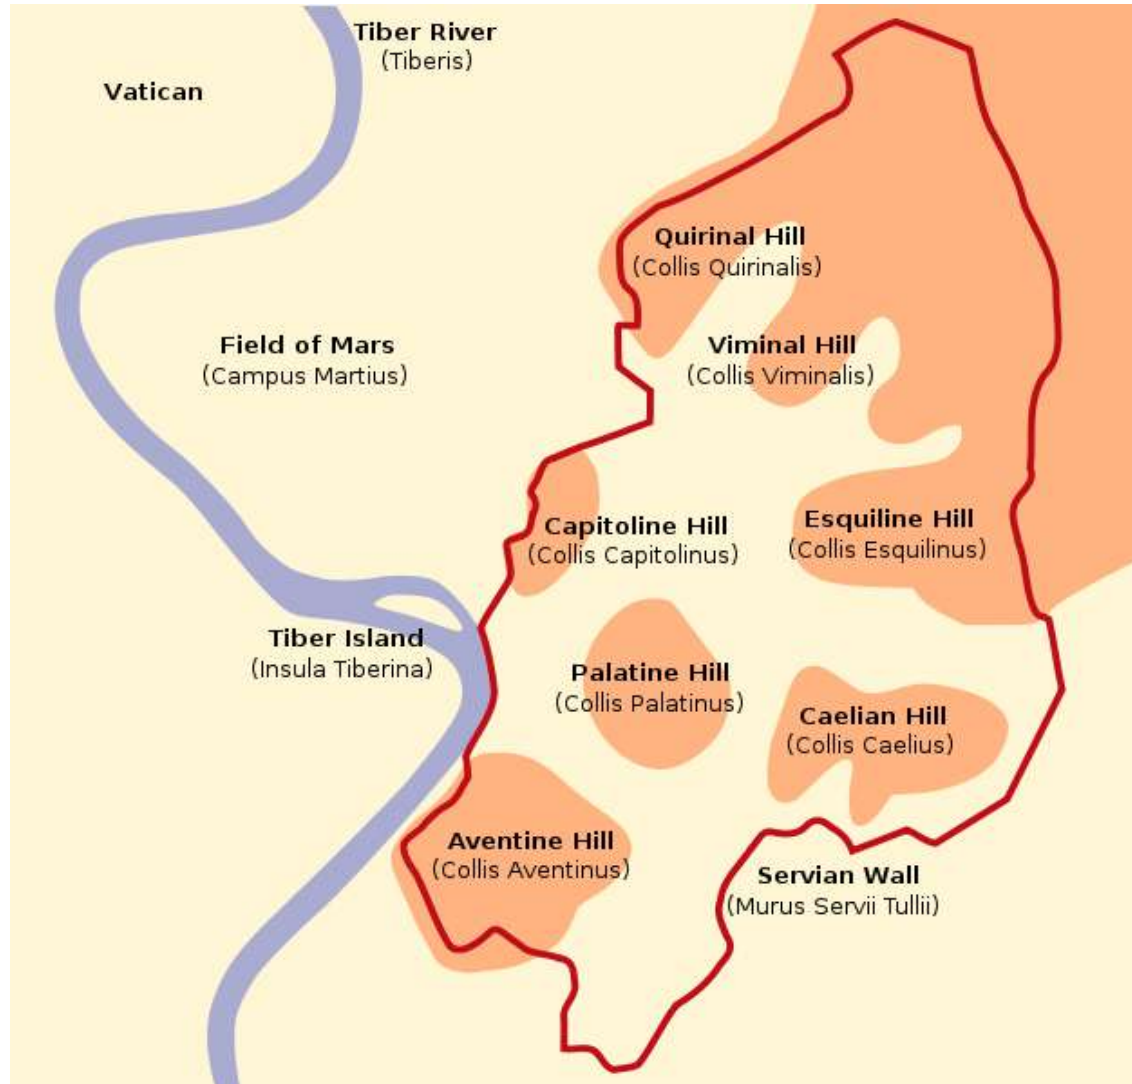 Tiber River
(Tiberis)
Vatican
Quirinal Hill
(Collis Quirinalis)
Field of Mars
(Campus Martius)
Viminal Hill
(Collis Viminalis)
Capitoline Hill
(Collis Capitolinus)
Esquiline Hill
(Collis Esquilinus)
Tiber Island
(Insula Tiberina)
Palatine Hill
(Collis Palatinus)
Caelian Hill
(Collis Caelius)
Aventine Hill
(Collis Aventinus)
Servian Wall
(Murus Servii Tullii)